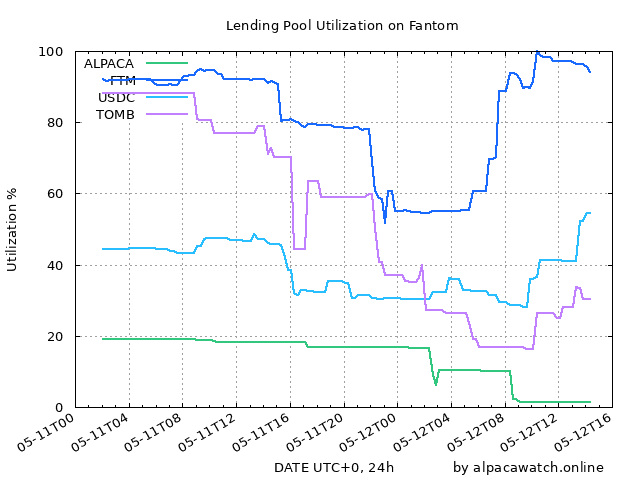 Lending Pool Utilization on Fantom
ALPACA
FTM
USDC
TOMB
100
80
60
40
20
0
Utilization %
05-11T00
05-11T04
05-11T08
05-11T12
05-11T16
05-11T20
05-12T00
05-12T04
05-12T08
05-12T12
05-12T16
DATE UTC+0, 24h
by alpacawatch.online